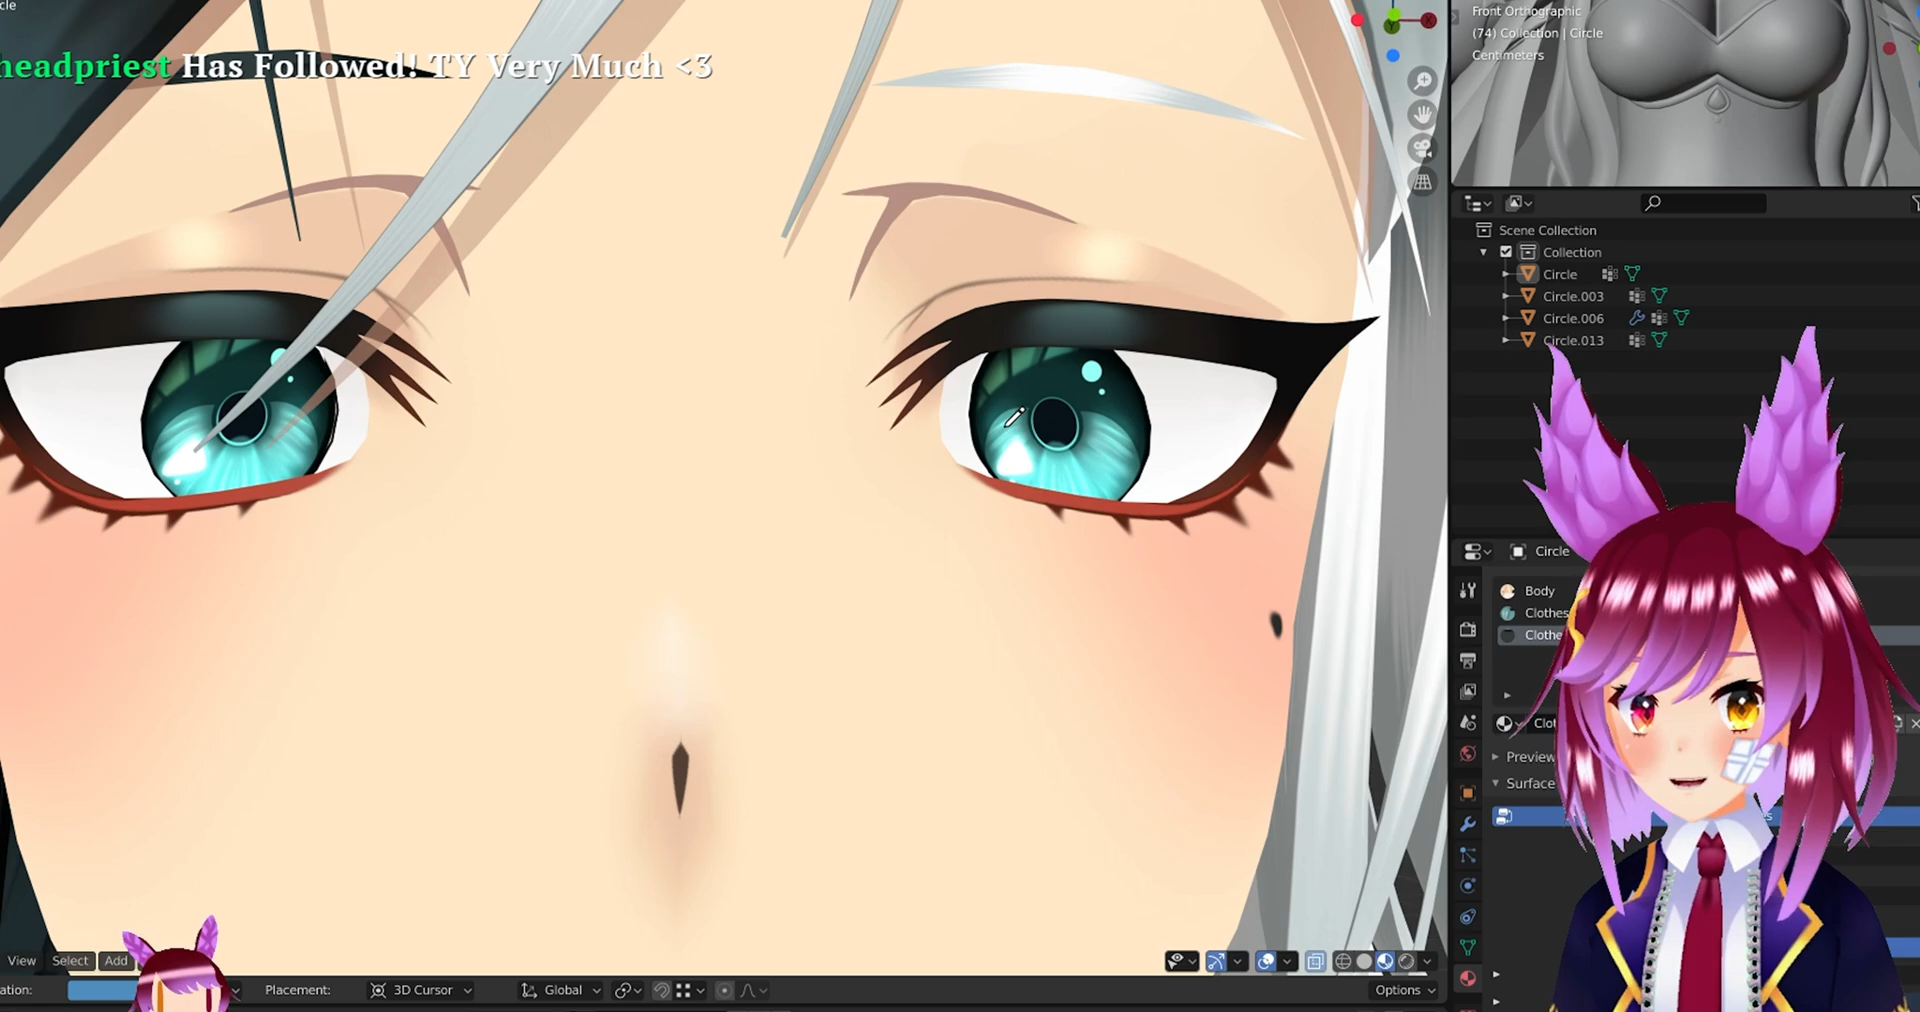 cle
headpriest Has Followed! TY Very Much <3
Front Orthographic
(74) Collection | Circle
Centimeters
Scene Collection
Collection
Circle
Circle.003
Circle.006
Circle.013
Circle
Body
Clothes
Clothe
Clot
Preview
Surface
View Select Add
ation:
Placement:
3D Cursor
Global
Options